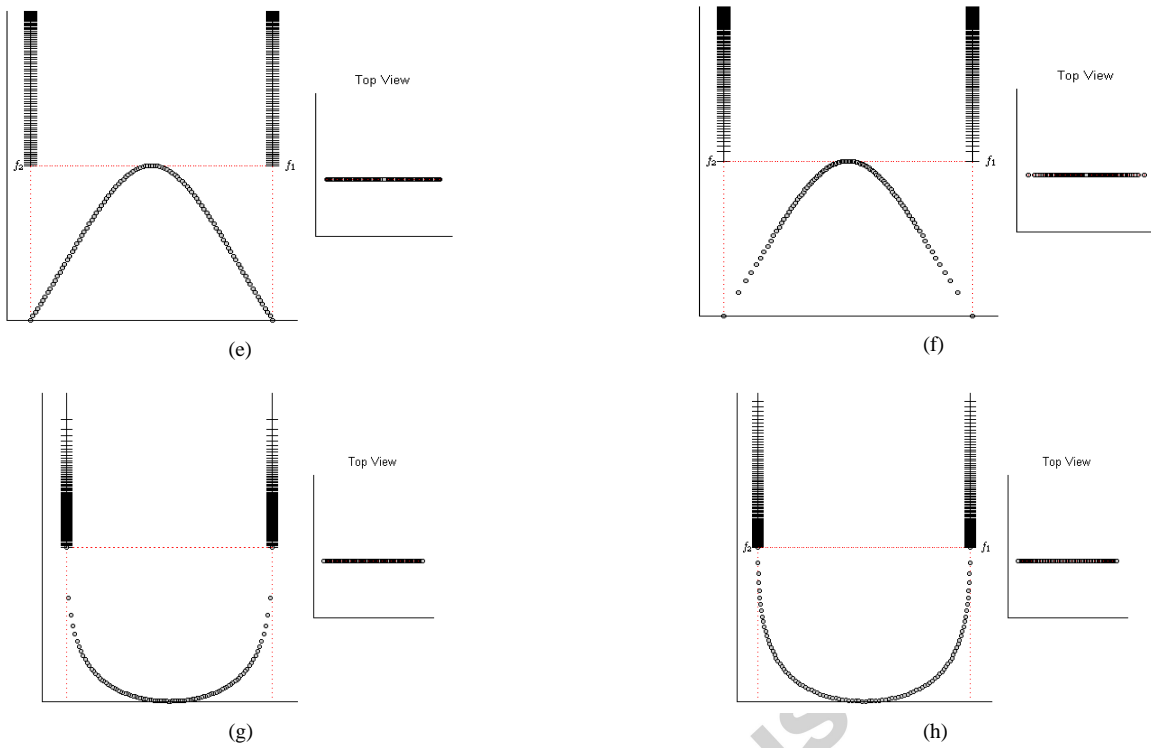 Top View
f₂
f₁
(e)
Top View
f₂
f₁
(f)
Top View
(g)
Top View
f₂
f₁
(h)